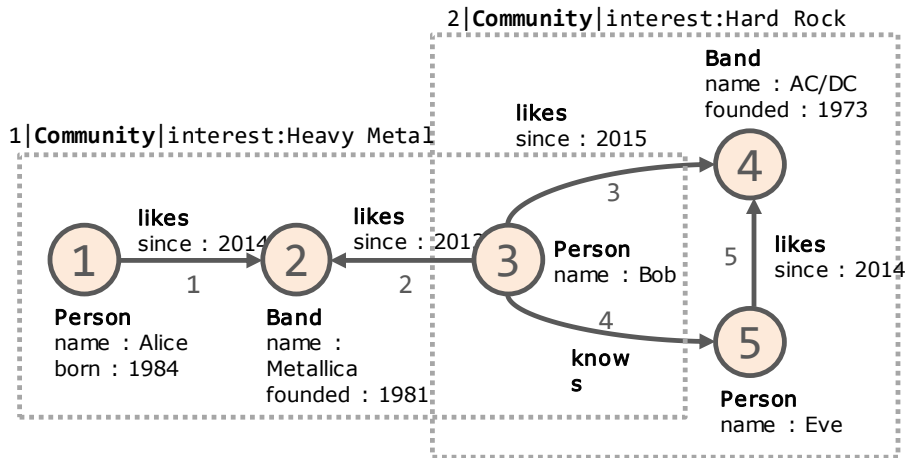 2|Community|interest:Hard Rock
Band
name : AC/DC
founded : 1973
1|Community|interest:Heavy Metal
likes
since : 2015
4
3
likes
since : 2014
1
1
2
likes
since : 2013
2
3
Person
name : Bob
5
likes
since : 2014
4
knows
5
Person
name : Alice
born : 1984
Band
name :
Metallica
founded : 1981
Person
name : Eve